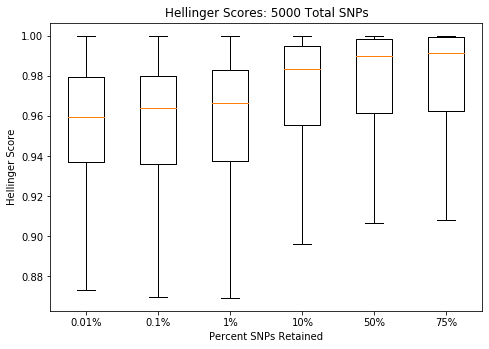 Hellinger Scores: 5000 Total SNPs
1.00
0.98
0.96
0.94
0.92
0.90
0.88
Hellinger Score
0.01% 0.1% 1% 10% 50% 75%
Percent SNPs Retained